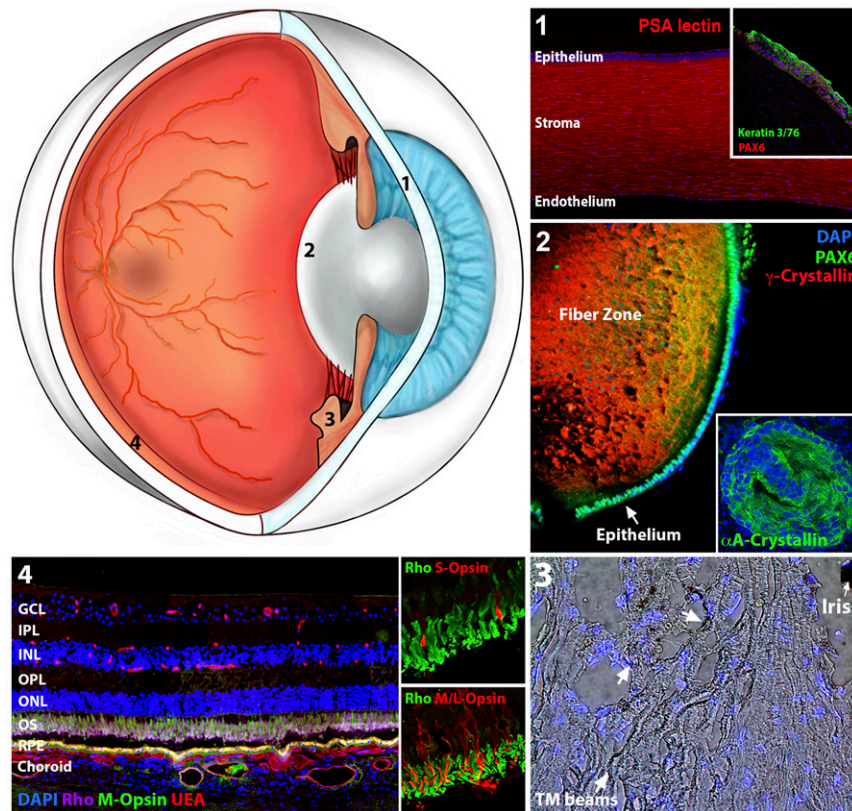 1
2
3
4
1
PSA lectin
Epithelium
Stroma
Endothelium
Keratin 3/76
PAX6
2
DAPI
PAX6
γ-Crystallin
Fiber Zone
Epithelium
αA-Crystallin
4
GCL
IPL
INL
OPL
ONL
OS
RPE
Choroid
DAPI Rho M-Opsin UEA
Rho S-Opsin
Rho M/L-Opsin
3
Iris
TM beams